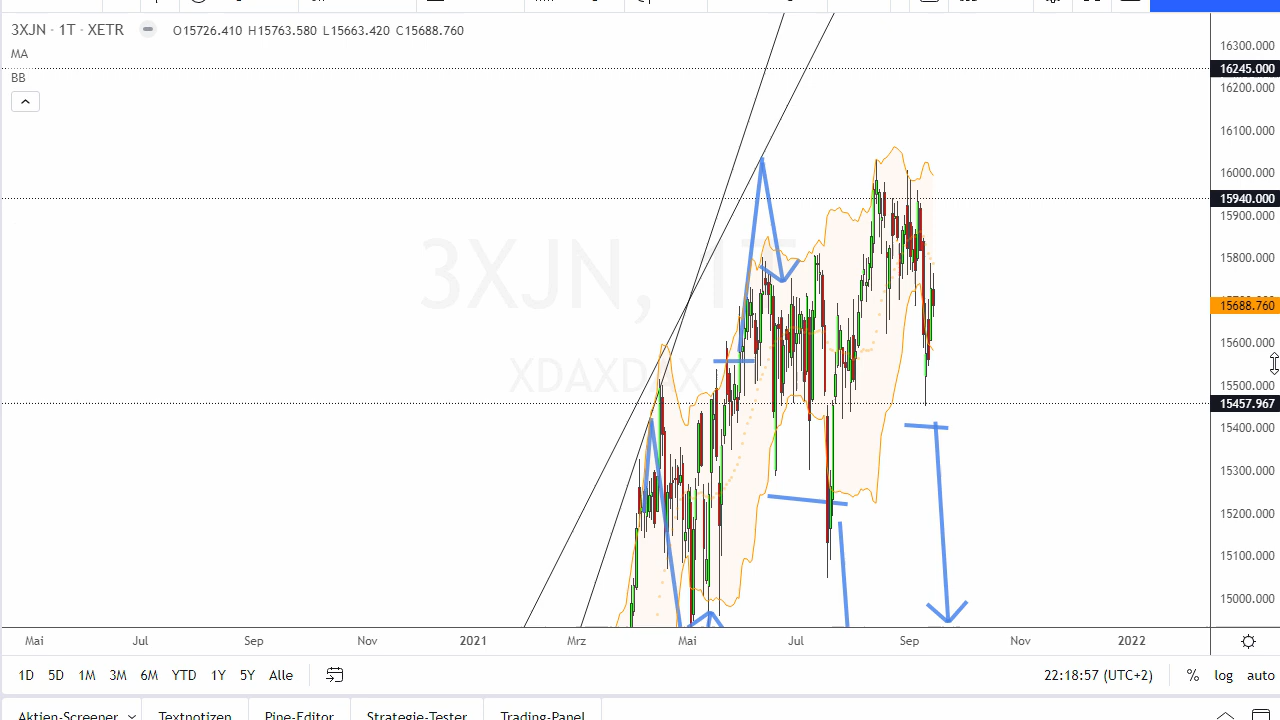 3XJN · 1T · XETR
O15726.410 H15763.580 L15663.420 C15688.760
MA
BB
3XJN, 1T
XDAXDAX
16300.000
16245.000
16200.000
16100.000
16000.000
15940.000
15900.000
15800.000
15688.760
15600.000
15500.000
15457.967
15400.000
15300.000
15200.000
15100.000
15000.000
Mai Jul Sep Nov 2021 Mrz Mai Jul Sep Nov 2022
1D 5D 1M 3M 6M YTD 1Y 5Y Alle
22:18:57 (UTC+2) % log auto
Aktien-Screener Textnotizen Pine-Editor Strategie-Tester Trading-Panel